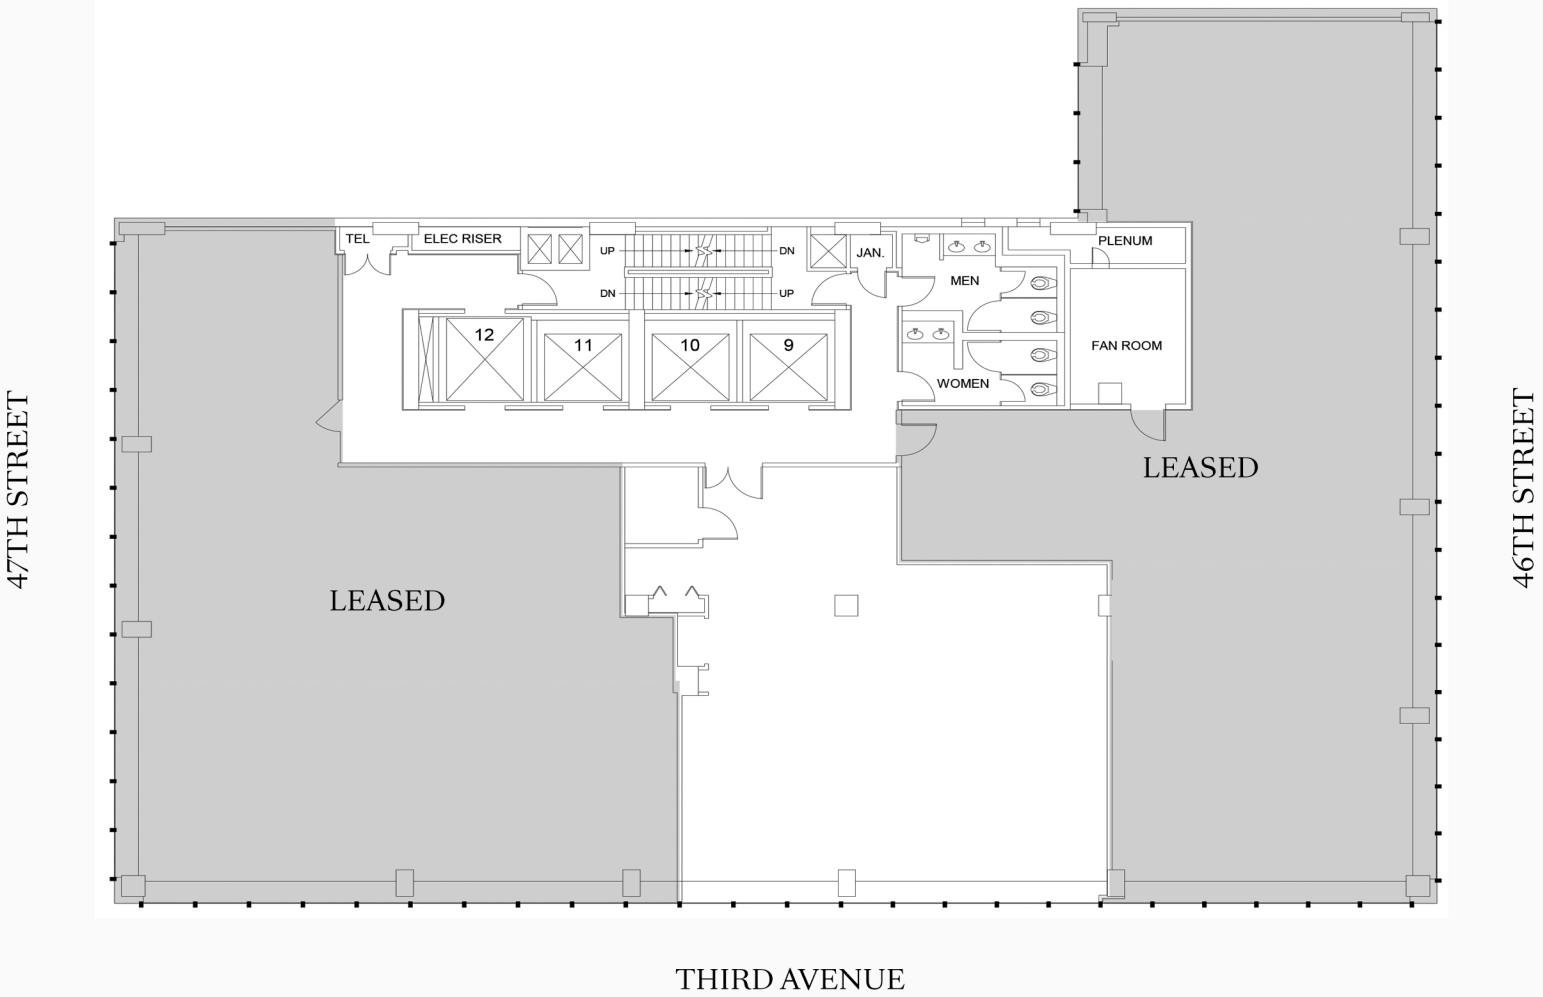 TEL
ELEC RISER
UP
DN
DN
UP
JAN.
MEN
PLENUM
12
11
10
9
FAN ROOM
WOMEN
47TH STREET
46TH STREET
LEASED
LEASED
THIRD AVENUE